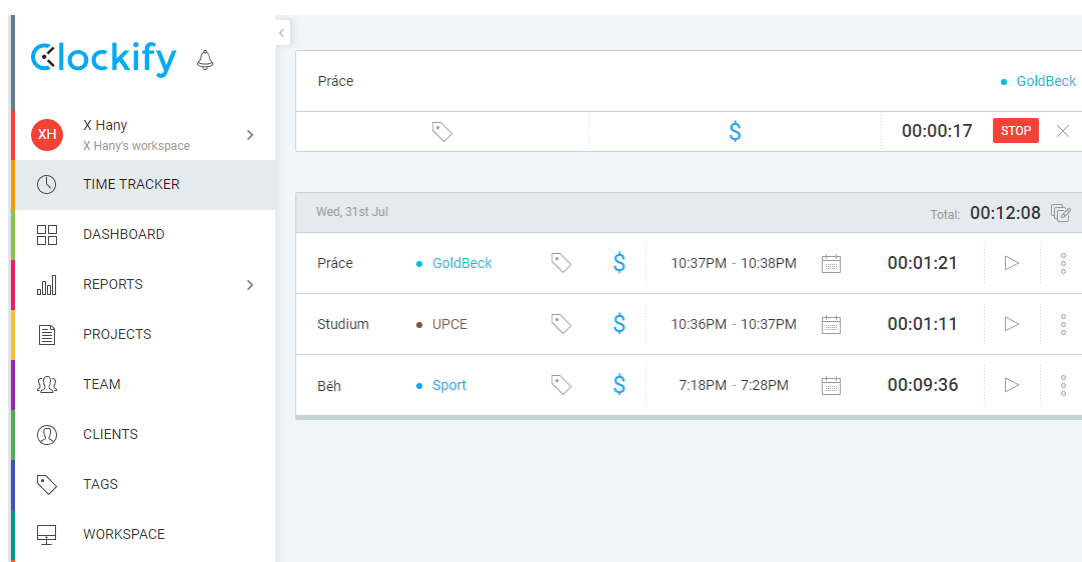 Clockify
XH
X Hany
X Hany's workspace
TIME TRACKER
DASHBOARD
REPORTS
PROJECTS
TEAM
CLIENTS
TAGS
WORKSPACE
Práce • GoldBeck
$ 00:00:17 STOP
Wed, 31st Jul Total: 00:12:08
Práce • GoldBeck $ 10:37PM - 10:38PM 00:01:21
Studium • UPCE $ 10:36PM - 10:37PM 00:01:11
Běh • Sport $ 7:18PM - 7:28PM 00:09:36